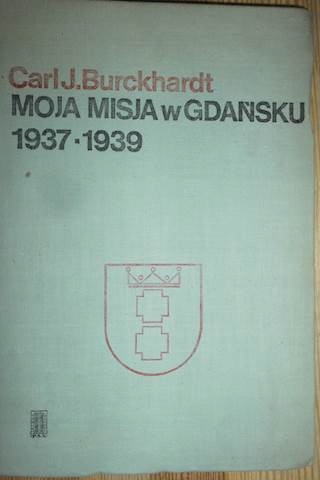 Carl J. Burckhardt
MOJA MISJA w GDAŃSKU
1937·1939